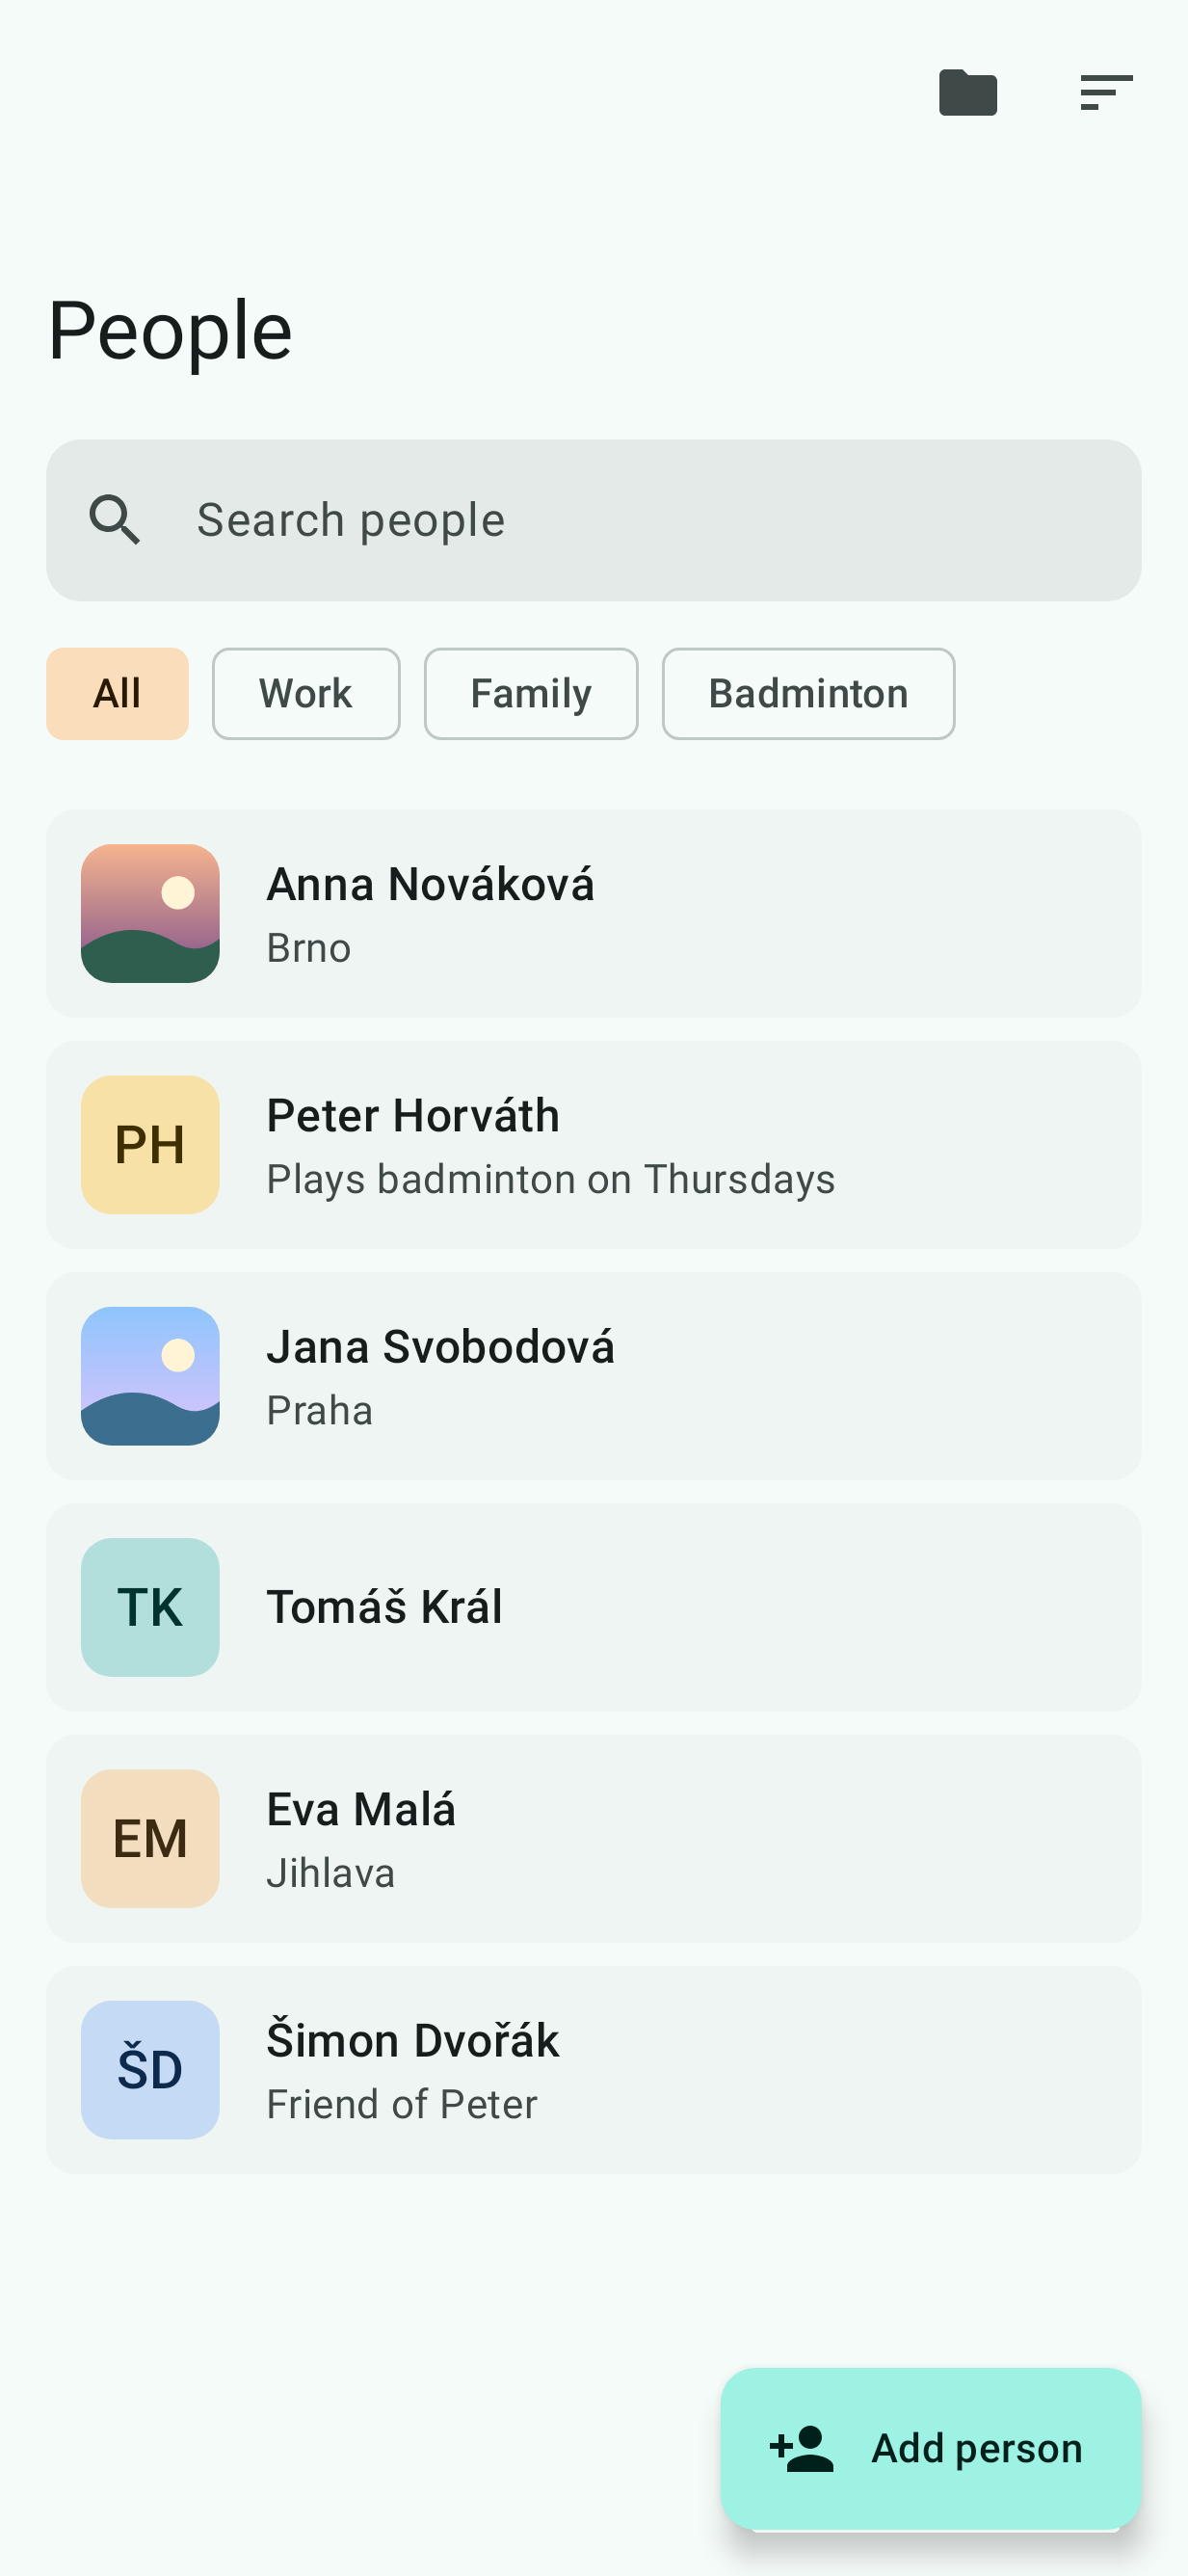 People
Search people
All
Work
Family
Badminton
Anna Nováková
Brno
PH
Peter Horváth
Plays badminton on Thursdays
Jana Svobodová
Praha
TK
Tomáš Král
EM
Eva Malá
Jihlava
ŠD
Šimon Dvořák
Friend of Peter
Add person